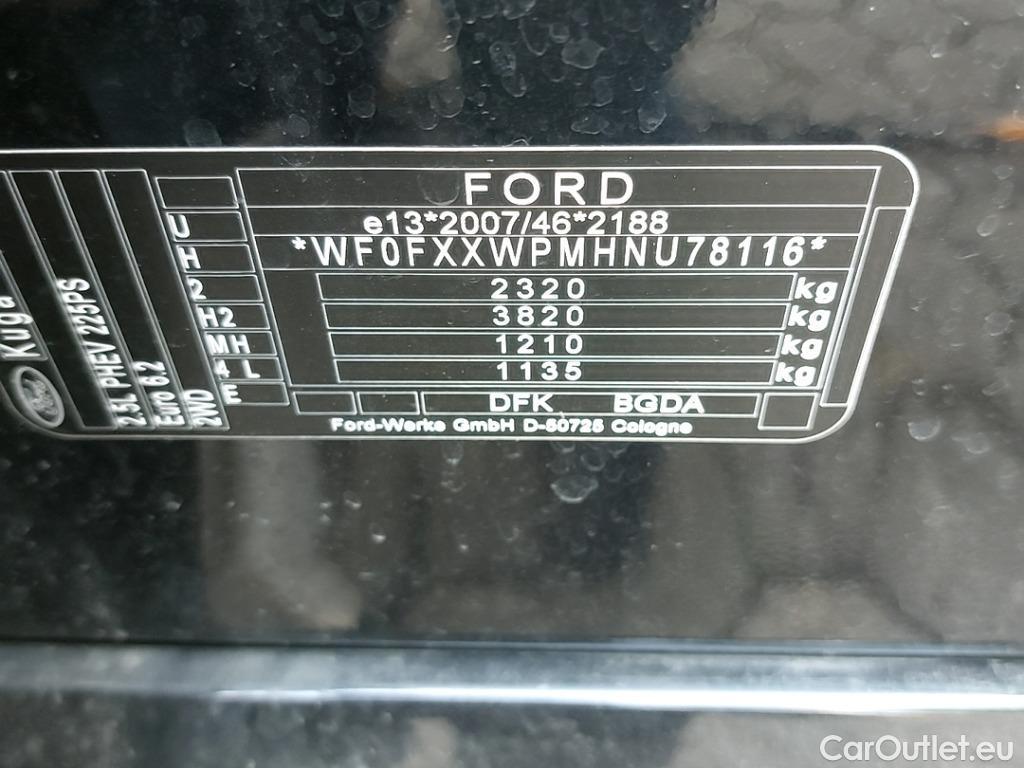 FORD
e13*2007/46*2188
*WF0FXXWPMHNU78116*
2320 kg
3820 kg
1210 kg
1135 kg
DFK BGDA
Ford-Werke GmbH D-50725 Cologne
U
H
2
H2
MH
4 L
E
Kuga
2.5L PHEV 225PS
Euro 6.2
2WD
CarOutlet.eu